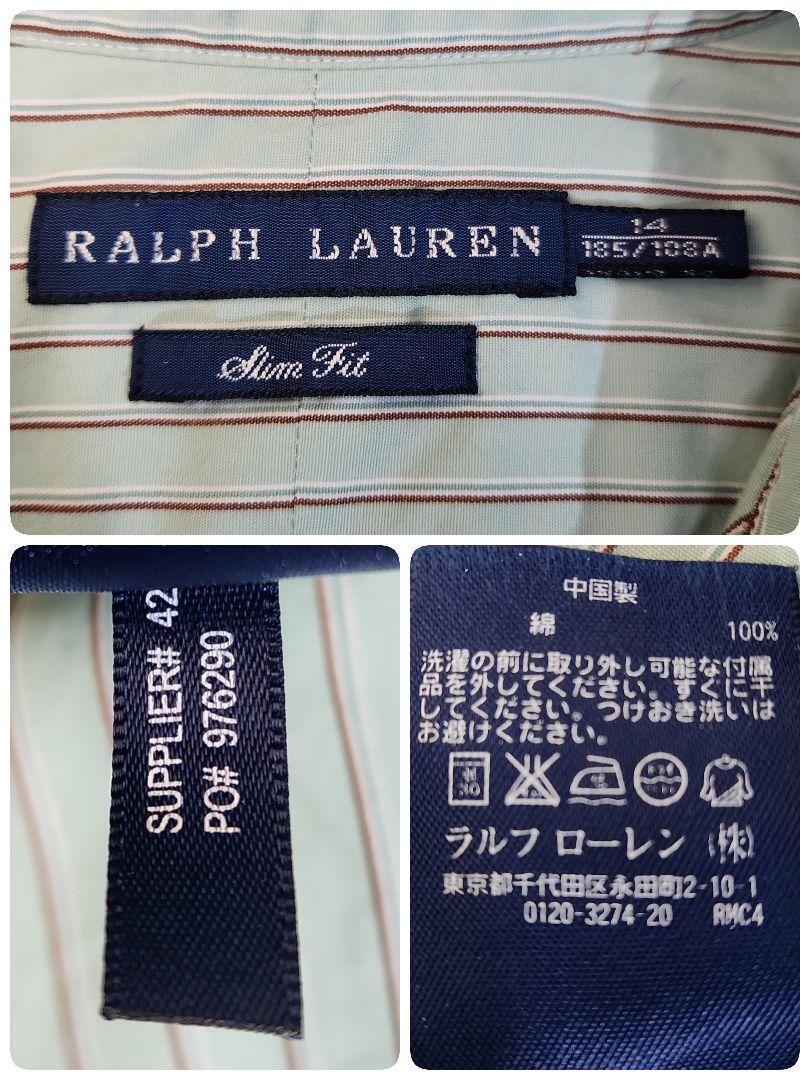 RALPH LAUREN
14
185/108A
Slim Fit
SUPPLIER# 42
PO# 976290
中国製
綿 100%
洗濯の前に取り外し可能な付属
品を外してください。すぐに干
してください。つけおき洗いは
お避けください。
ラルフ ローレン (株)
東京都千代田区永田町2-10-1
0120-3274-20 RMC4